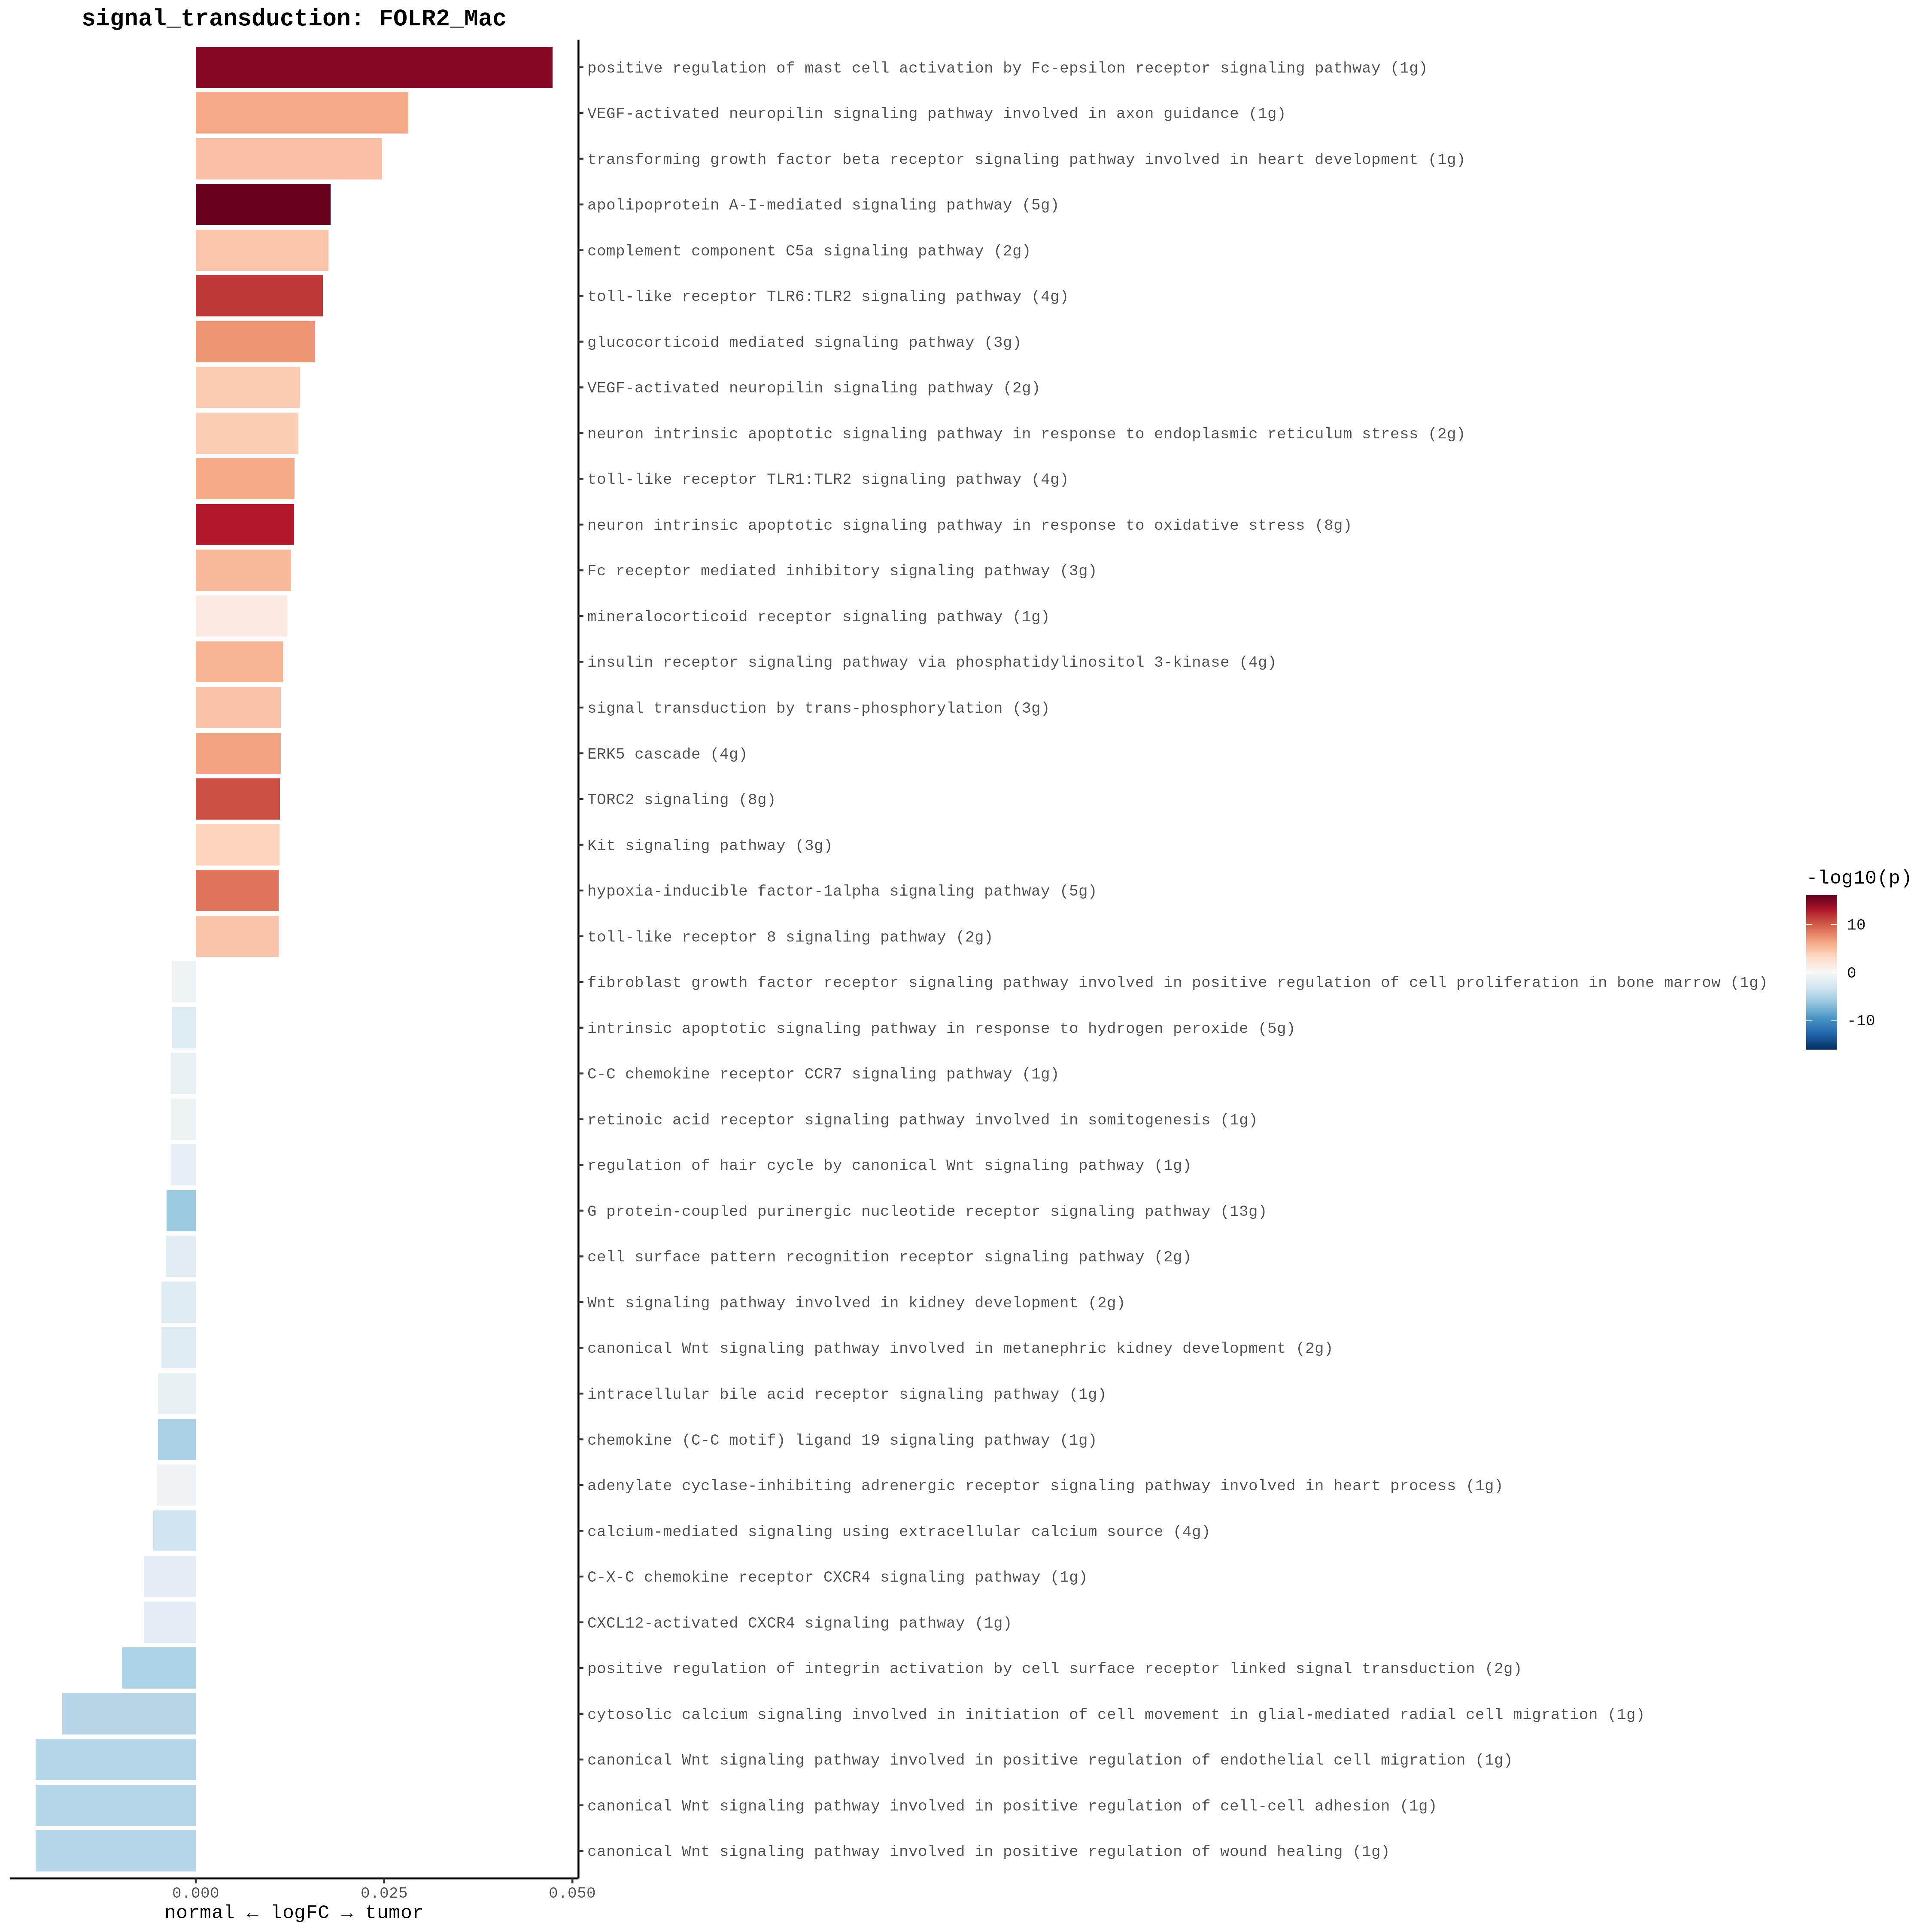 signal_transduction: FOLR2_Mac
positive regulation of mast cell activation by Fc-epsilon receptor signaling pathway (1g)
VEGF-activated neuropilin signaling pathway involved in axon guidance (1g)
transforming growth factor beta receptor signaling pathway involved in heart development (1g)
apolipoprotein A-I-mediated signaling pathway (5g)
complement component C5a signaling pathway (2g)
toll-like receptor TLR6:TLR2 signaling pathway (4g)
glucocorticoid mediated signaling pathway (3g)
VEGF-activated neuropilin signaling pathway (2g)
neuron intrinsic apoptotic signaling pathway in response to endoplasmic reticulum stress (2g)
toll-like receptor TLR1:TLR2 signaling pathway (4g)
neuron intrinsic apoptotic signaling pathway in response to oxidative stress (8g)
Fc receptor mediated inhibitory signaling pathway (3g)
mineralocorticoid receptor signaling pathway (1g)
insulin receptor signaling pathway via phosphatidylinositol 3-kinase (4g)
signal transduction by trans-phosphorylation (3g)
ERK5 cascade (4g)
TORC2 signaling (8g)
Kit signaling pathway (3g)
hypoxia-inducible factor-1alpha signaling pathway (5g)
toll-like receptor 8 signaling pathway (2g)
fibroblast growth factor receptor signaling pathway involved in positive regulation of cell proliferation in bone marrow (1g)
intrinsic apoptotic signaling pathway in response to hydrogen peroxide (5g)
C-C chemokine receptor CCR7 signaling pathway (1g)
retinoic acid receptor signaling pathway involved in somitogenesis (1g)
regulation of hair cycle by canonical Wnt signaling pathway (1g)
G protein-coupled purinergic nucleotide receptor signaling pathway (13g)
cell surface pattern recognition receptor signaling pathway (2g)
Wnt signaling pathway involved in kidney development (2g)
canonical Wnt signaling pathway involved in metanephric kidney development (2g)
intracellular bile acid receptor signaling pathway (1g)
chemokine (C-C motif) ligand 19 signaling pathway (1g)
adenylate cyclase-inhibiting adrenergic receptor signaling pathway involved in heart process (1g)
calcium-mediated signaling using extracellular calcium source (4g)
C-X-C chemokine receptor CXCR4 signaling pathway (1g)
CXCL12-activated CXCR4 signaling pathway (1g)
positive regulation of integrin activation by cell surface receptor linked signal transduction (2g)
cytosolic calcium signaling involved in initiation of cell movement in glial-mediated radial cell migration (1g)
canonical Wnt signaling pathway involved in positive regulation of endothelial cell migration (1g)
canonical Wnt signaling pathway involved in positive regulation of cell-cell adhesion (1g)
canonical Wnt signaling pathway involved in positive regulation of wound healing (1g)
0.000 0.025 0.050
normal ← logFC → tumor
-log10(p)
10
0
-10